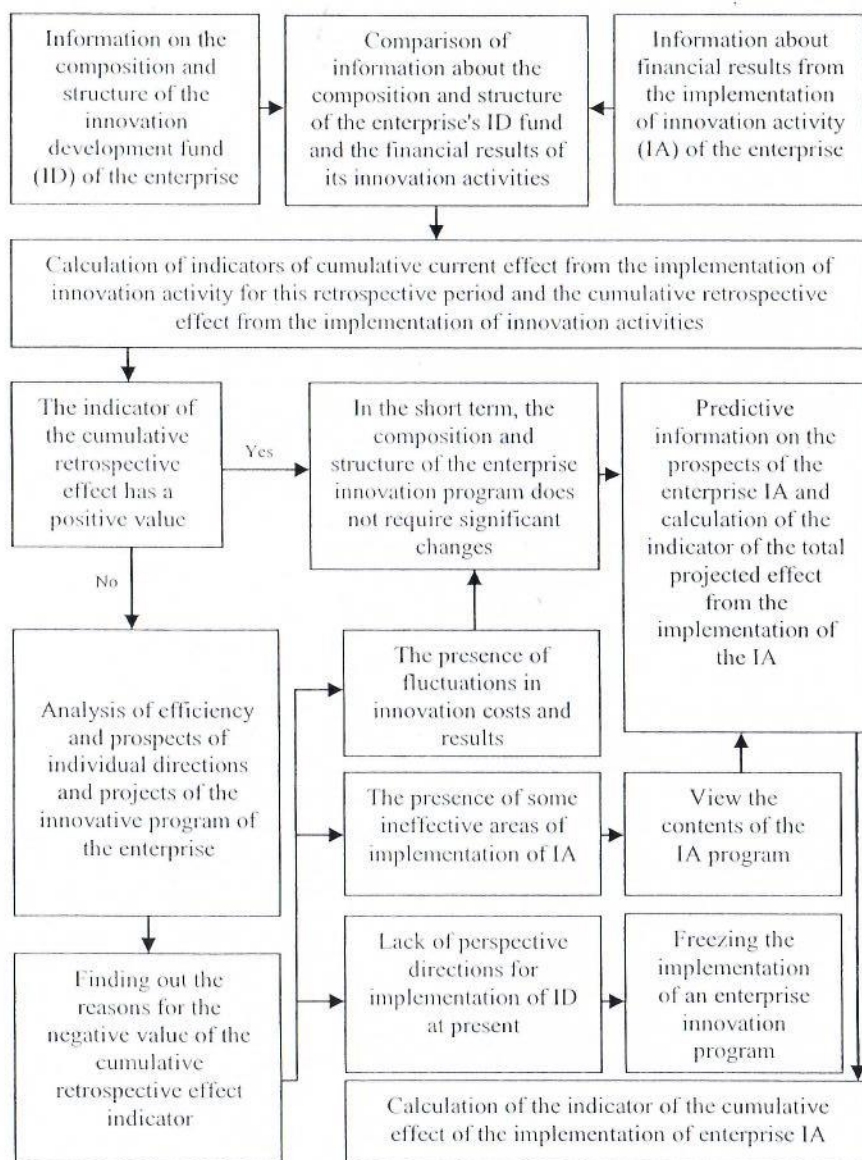 Information on the
composition and
structure of the
innovation
development fund
(ID) of the enterprise
Comparison of
information about the
composition and structure
of the enterprise's ID fund
and the financial results of
its innovation activities
Information about
financial results from
the implementation
of innovation activity
(IA) of the enterprise
Calculation of indicators of cumulative current effect from the implementation of
innovation activity for this retrospective period and the cumulative retrospective
effect from the implementation of innovation activities
The indicator of
the cumulative
retrospective
effect has a
positive value
Yes
In the short term, the
composition and
structure of the enterprise
innovation program does
not require significant
changes
Predictive
information on the
prospects of the
enterprise IA and
calculation of the
indicator of the total
projected effect
from the
implementation of
the IA
No
Analysis of efficiency
and prospects of
individual directions
and projects of the
innovative program of
the enterprise
The presence of
fluctuations in
innovation costs and
results
The presence of some
ineffective areas of
implementation of IA
View the
contents of the
IA program
Lack of perspective
directions for
implementation of ID
at present
Freezing the
implementation
of an enterprise
innovation
program
Finding out the
reasons for the
negative value of the
cumulative
retrospective effect
indicator
Calculation of the indicator of the cumulative
effect of the implementation of enterprise IA